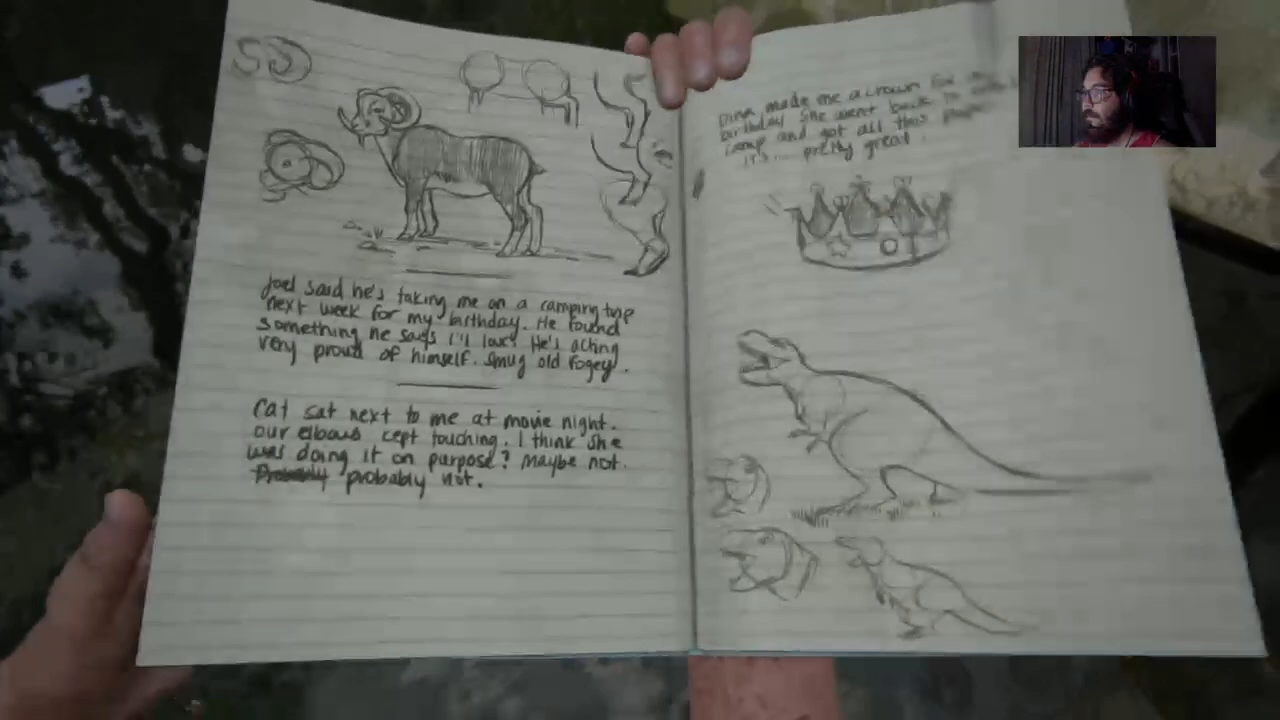 Joel said he's taking me on a camping trip
next week for my birthday. He found
something he says I'll love. He's acting
very proud of himself. Smug old fogey.
Cat sat next to me at movie night.
our elbows kept touching. I think she
was doing it on purpose? Maybe not.
Probably probably not.
Dina made me a crown for my
birthday. She went back to
camp and got all this
it's... pretty great.